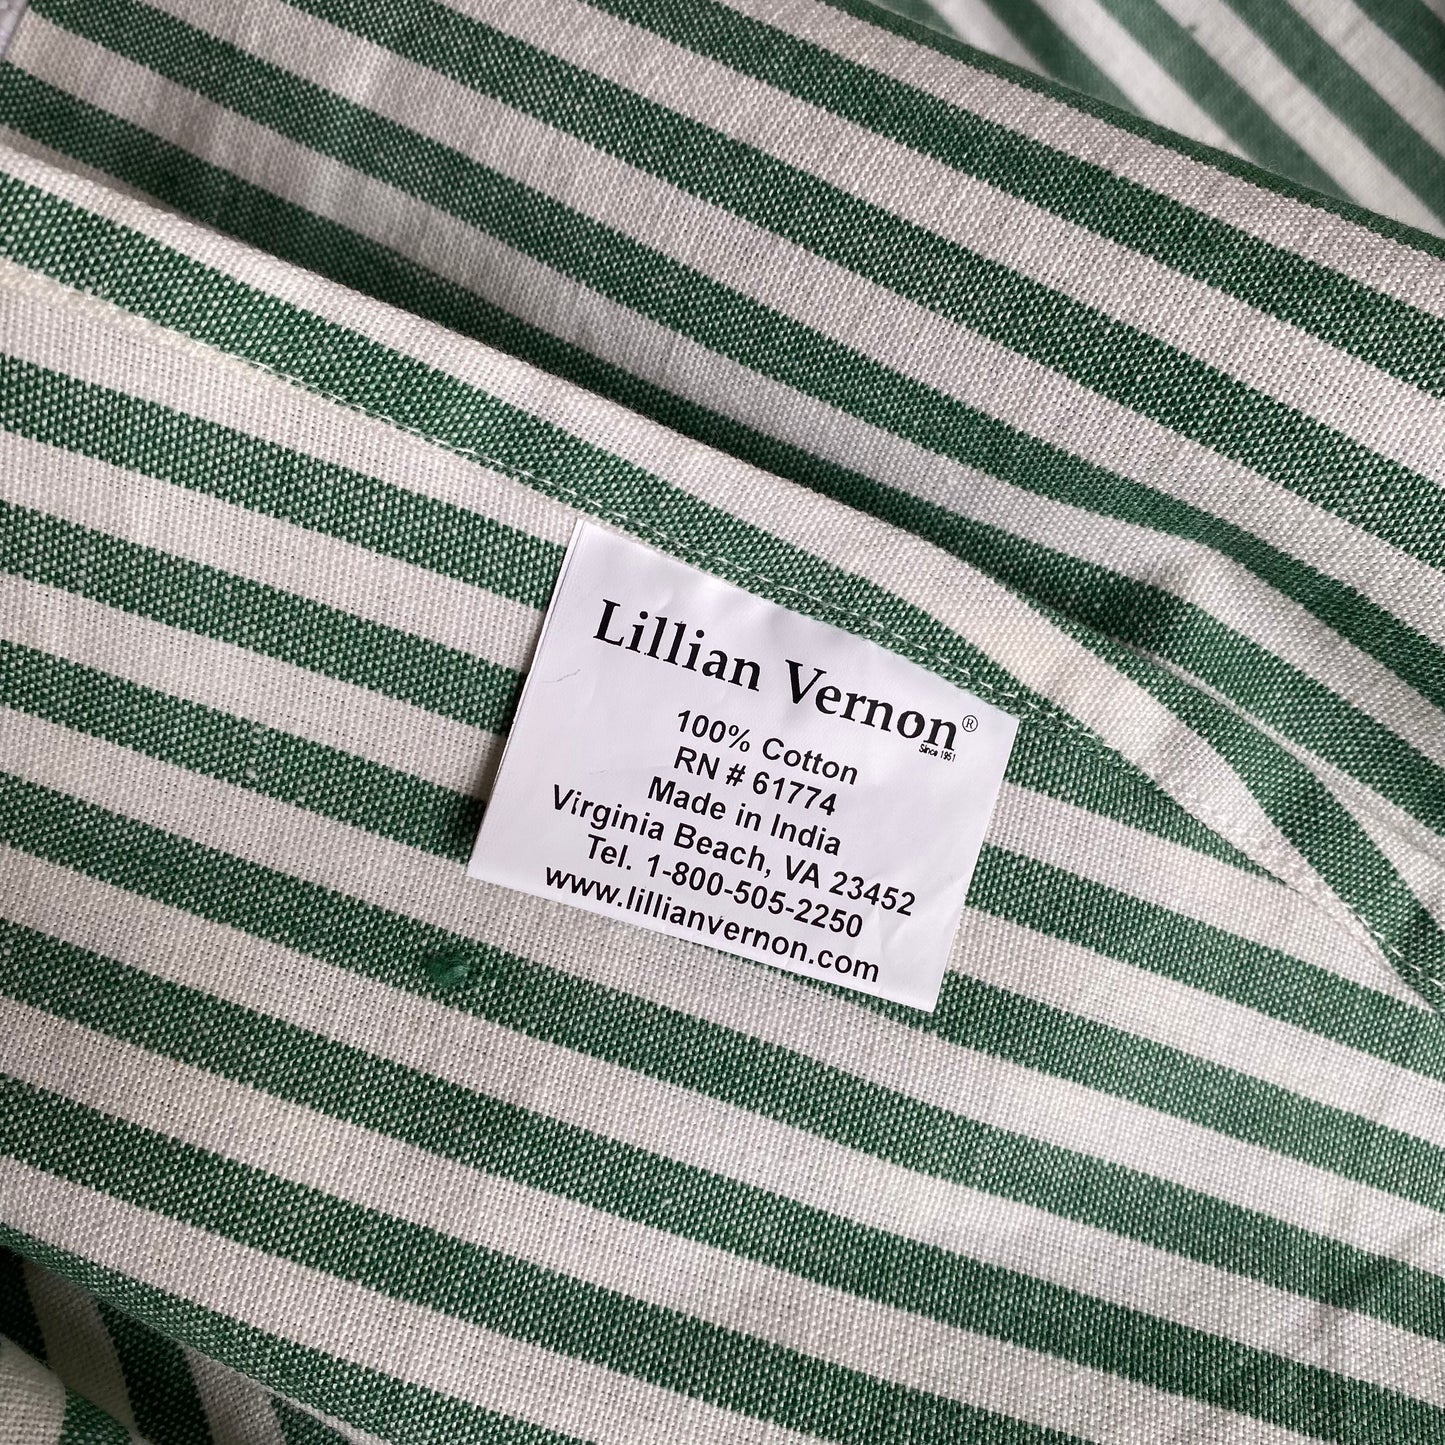 Lillian Vernon®
Since 1951
100% Cotton
RN # 61774
Made in India
Virginia Beach, VA 23452
Tel. 1-800-505-2250
www.lillianvernon.com